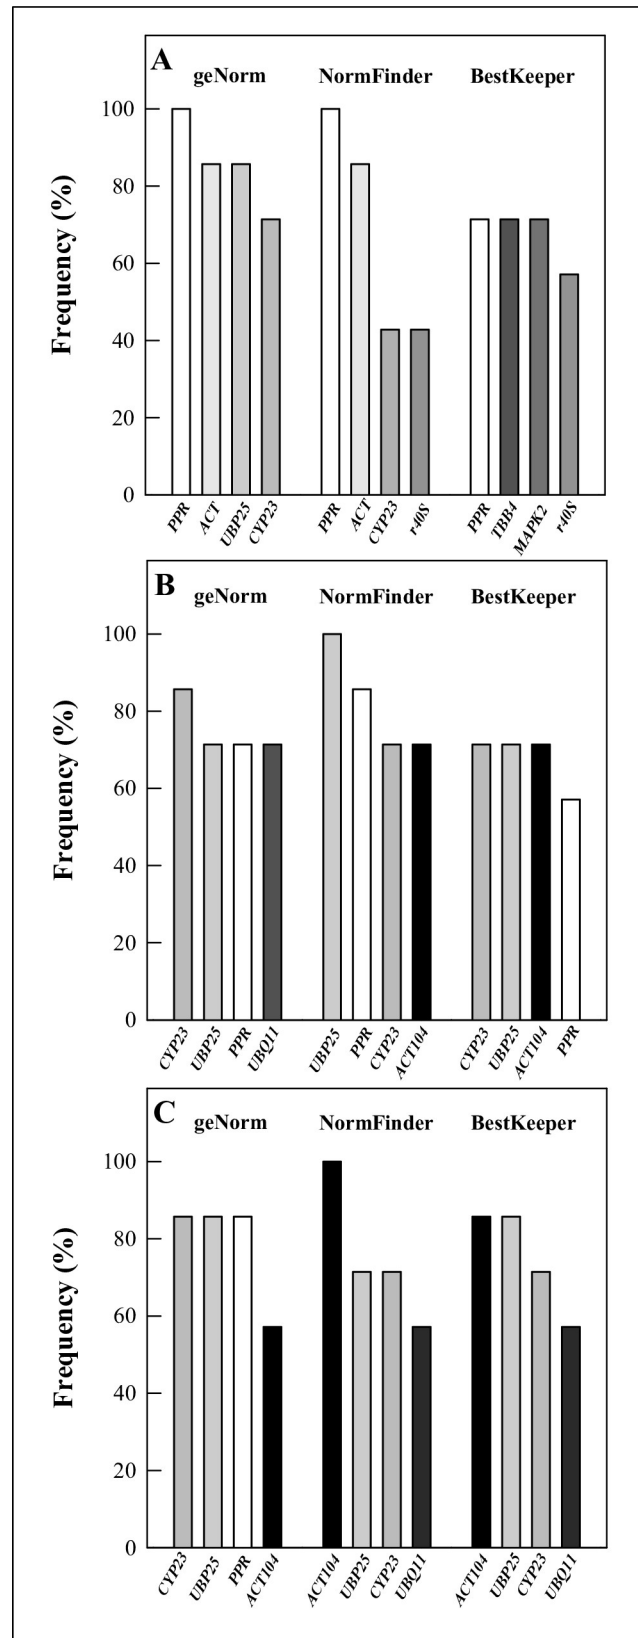 A
geNorm NormFinder BestKeeper
Frequency (%)
100
80
60
40
20
0
PPR ACT UBP25 CYP23 PPR ACT CYP23 r40S PPR TBB4 MAPK2 r40S
B
geNorm NormFinder BestKeeper
Frequency (%)
100
80
60
40
20
0
CYP23 UBP25 PPR UBQ11 UBP25 PPR CYP23 ACT104 CYP23 UBP25 ACT104 PPR
C
geNorm NormFinder BestKeeper
Frequency (%)
100
80
60
40
20
0
CYP23 UBP25 PPR ACT104 ACT104 UBP25 CYP23 UBQ11 ACT104 UBP25 CYP23 UBQ11